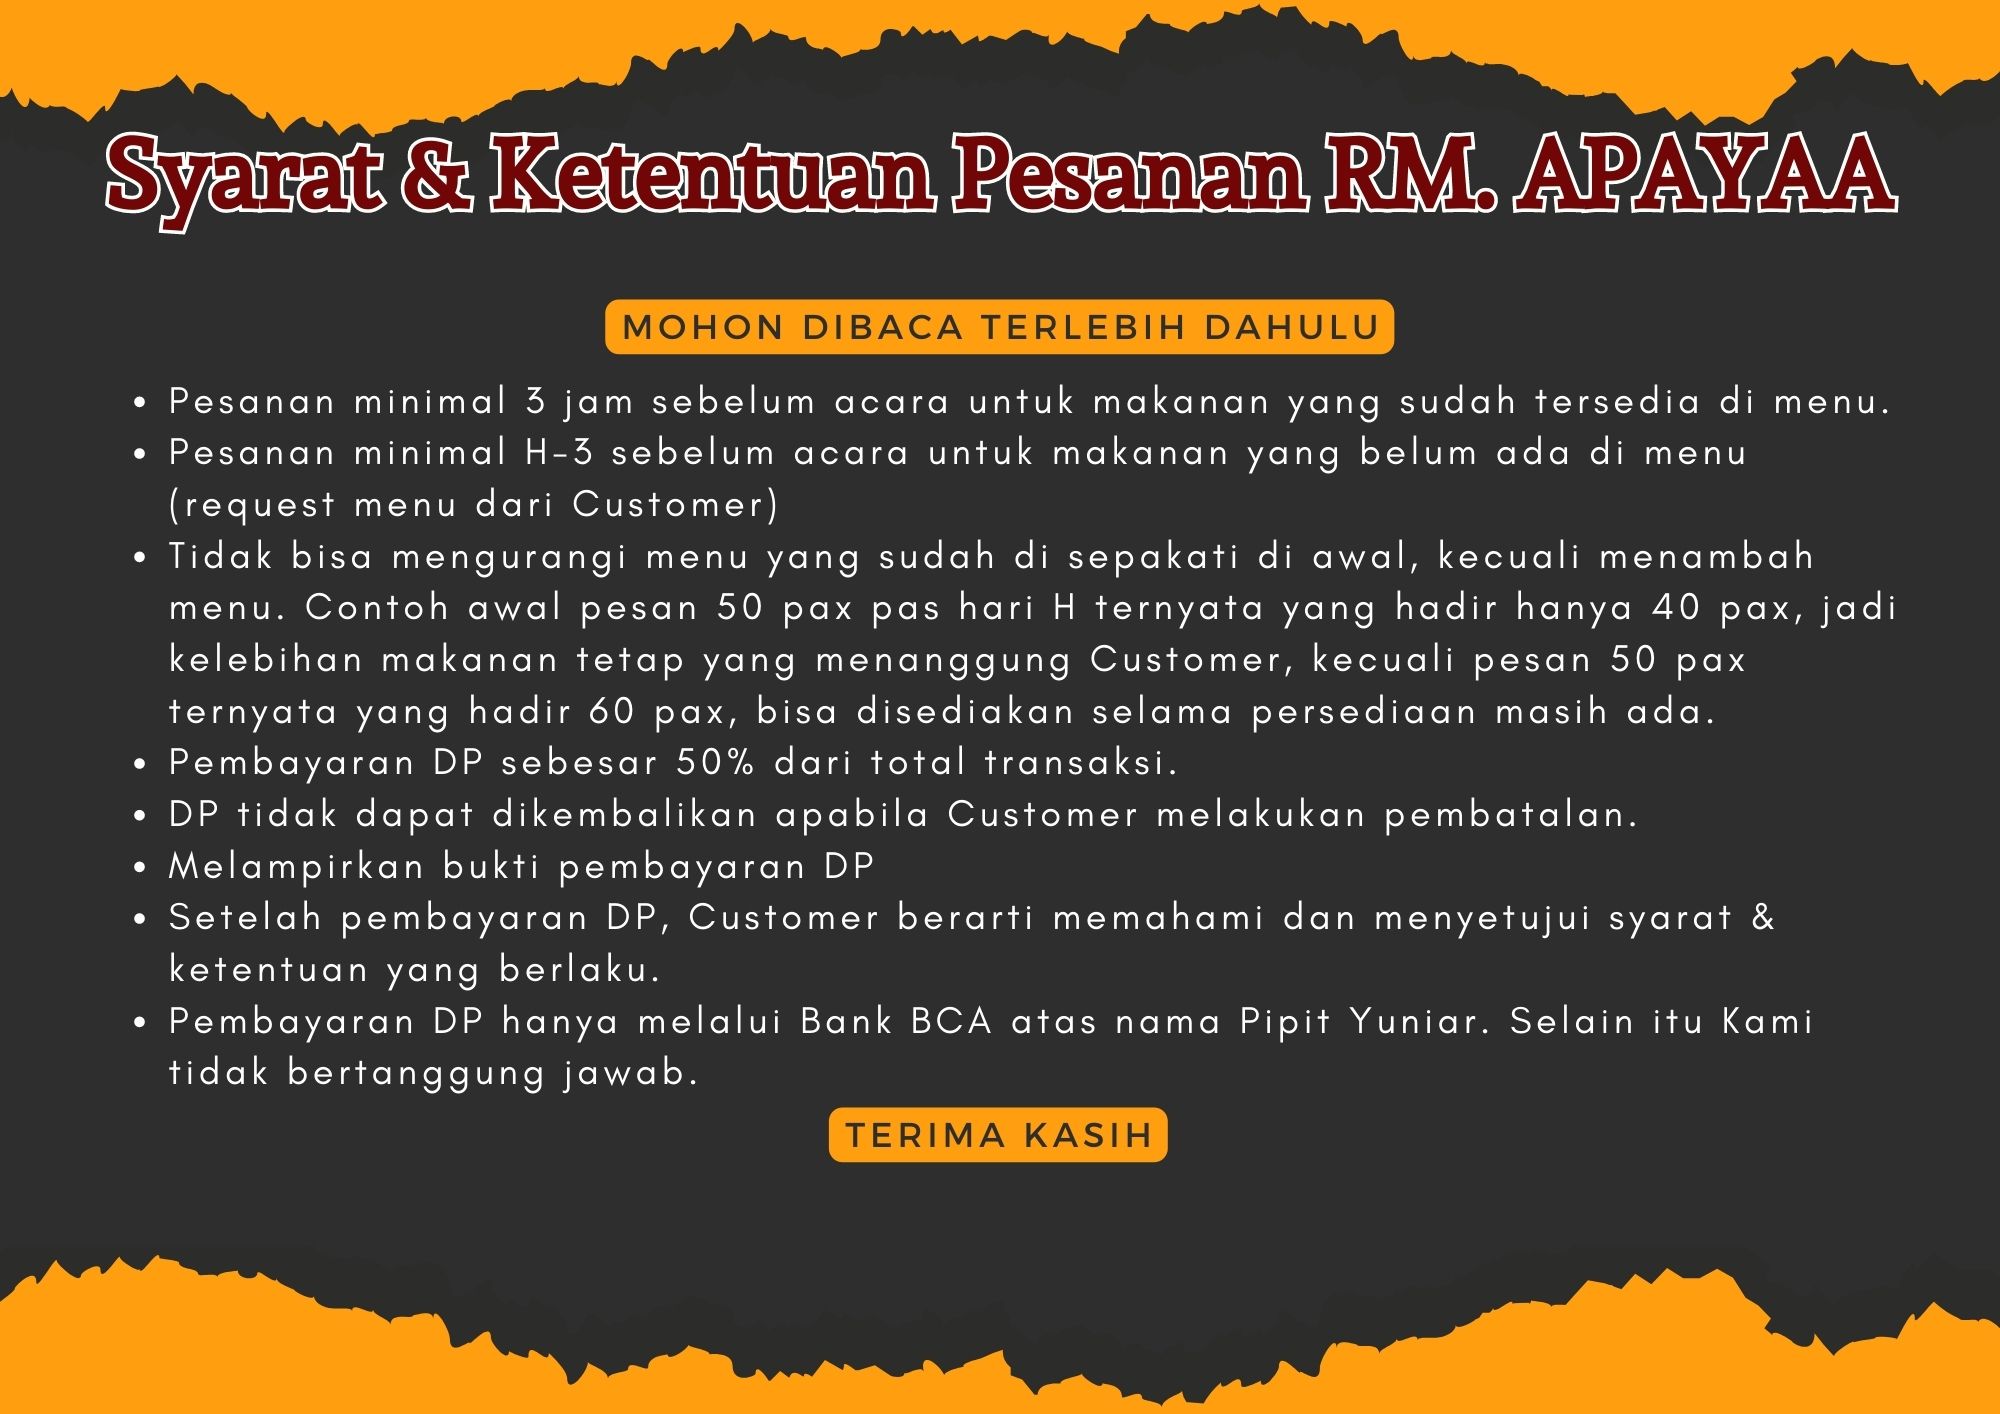 Syarat & Ketentuan Pesanan RM. APAYAA
MOHON DIBACA TERLEBIH DAHULU
• Pesanan minimal 3 jam sebelum acara untuk makanan yang sudah tersedia di menu.
• Pesanan minimal H-3 sebelum acara untuk makanan yang belum ada di menu
(request menu dari Customer)
• Tidak bisa mengurangi menu yang sudah di sepakati di awal, kecuali menambah
menu. Contoh awal pesan 50 pax pas hari H ternyata yang hadir hanya 40 pax, jadi
kelebihan makanan tetap yang menanggung Customer, kecuali pesan 50 pax
ternyata yang hadir 60 pax, bisa disediakan selama persediaan masih ada.
• Pembayaran DP sebesar 50% dari total transaksi.
• DP tidak dapat dikembalikan apabila Customer melakukan pembatalan.
• Melampirkan bukti pembayaran DP
• Setelah pembayaran DP, Customer berarti memahami dan menyetujui syarat &
ketentuan yang berlaku.
• Pembayaran DP hanya melalui Bank BCA atas nama Pipit Yuniar. Selain itu Kami
tidak bertanggung jawab.
TERIMA KASIH